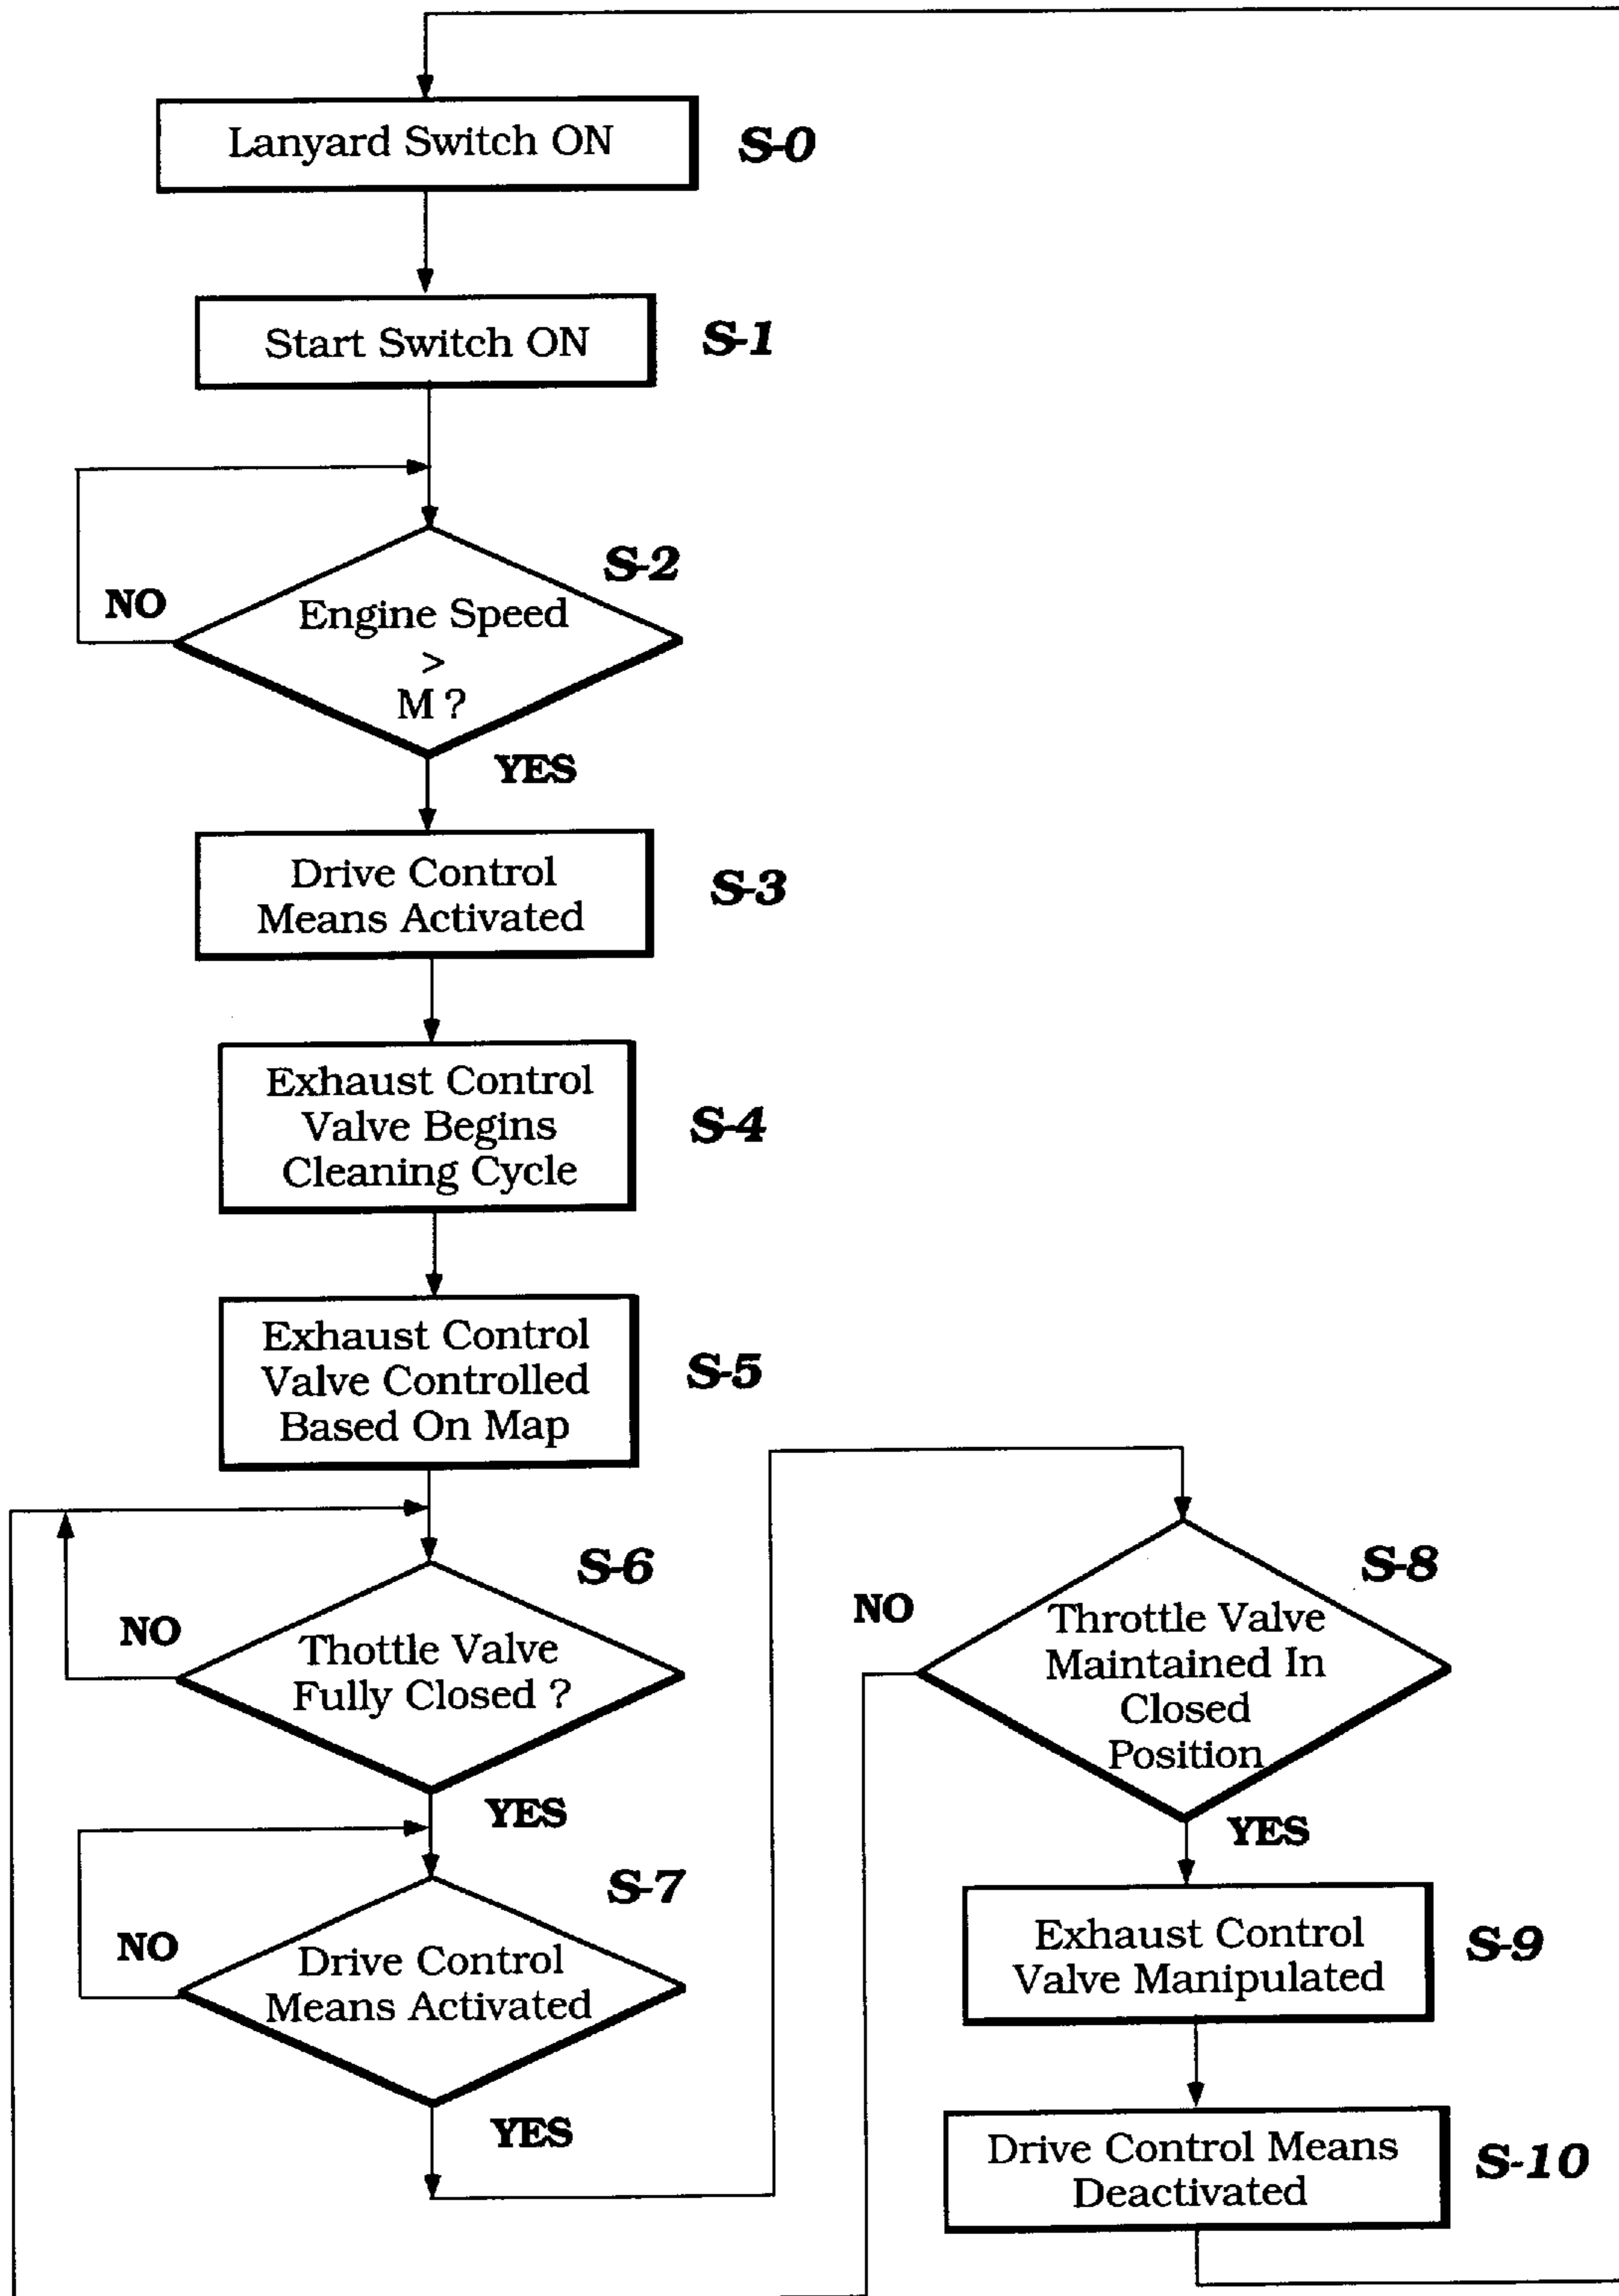 Lanyard Switch ON
S-0
Start Switch ON
S-1
S-2
NO
Engine Speed
>
M ?
YES
Drive Control
Means Activated
S-3
Exhaust Control
Valve Begins
Cleaning Cycle
S-4
Exhaust Control
Valve Controlled
Based On Map
S-5
S-6
NO
Thottle Valve
Fully Closed ?
YES
S-7
NO
Drive Control
Means Activated
YES
S-8
NO
Throttle Valve
Maintained In
Closed
Position
YES
Exhaust Control
Valve Manipulated
S-9
Drive Control Means
Deactivated
S-10